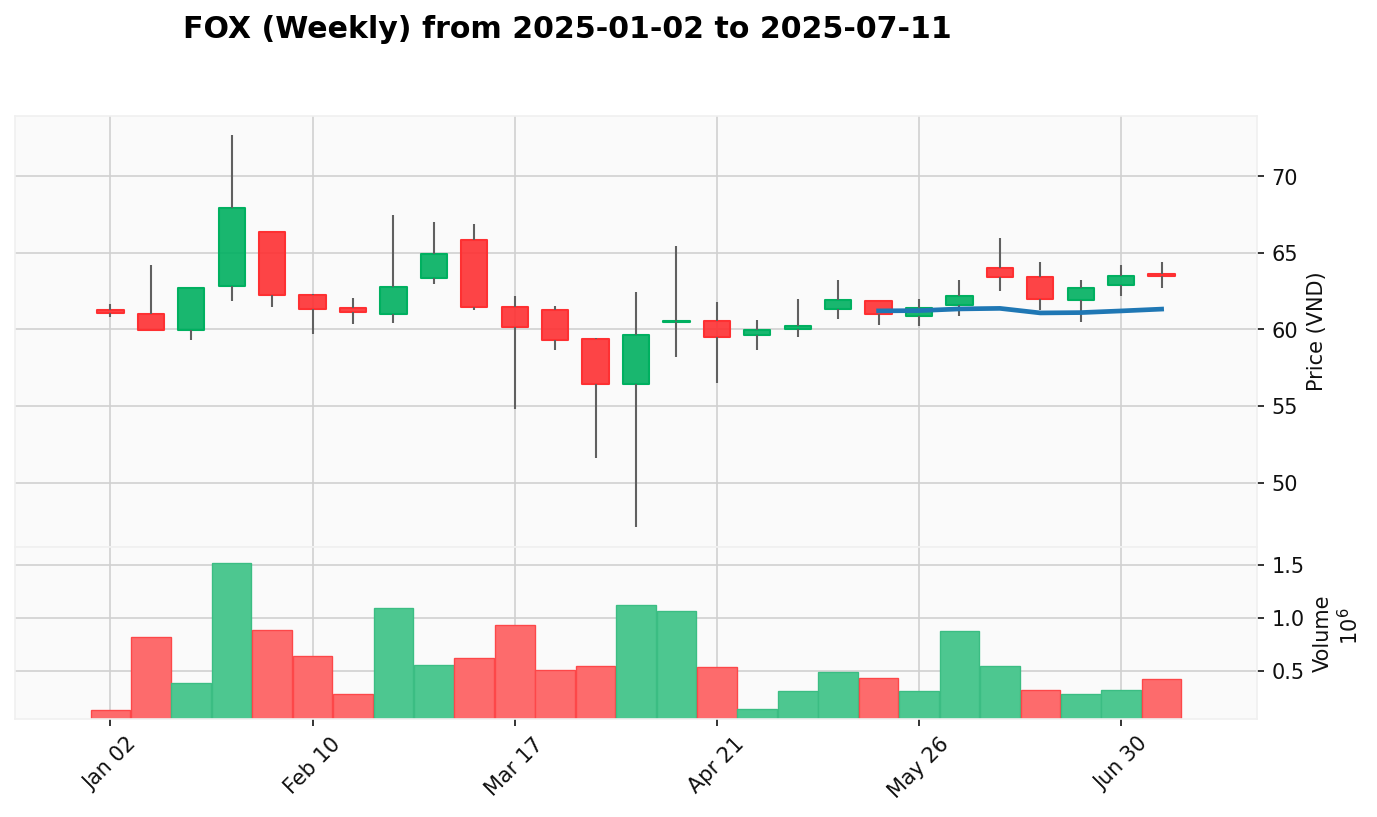 FOX (Weekly) from 2025-01-02 to 2025-07-11
70
65
60
55
50
Price (VND)
1.5
1.0
0.5
Volume
10^6
Jan 02
Feb 10
Mar 17
Apr 21
May 26
Jun 30